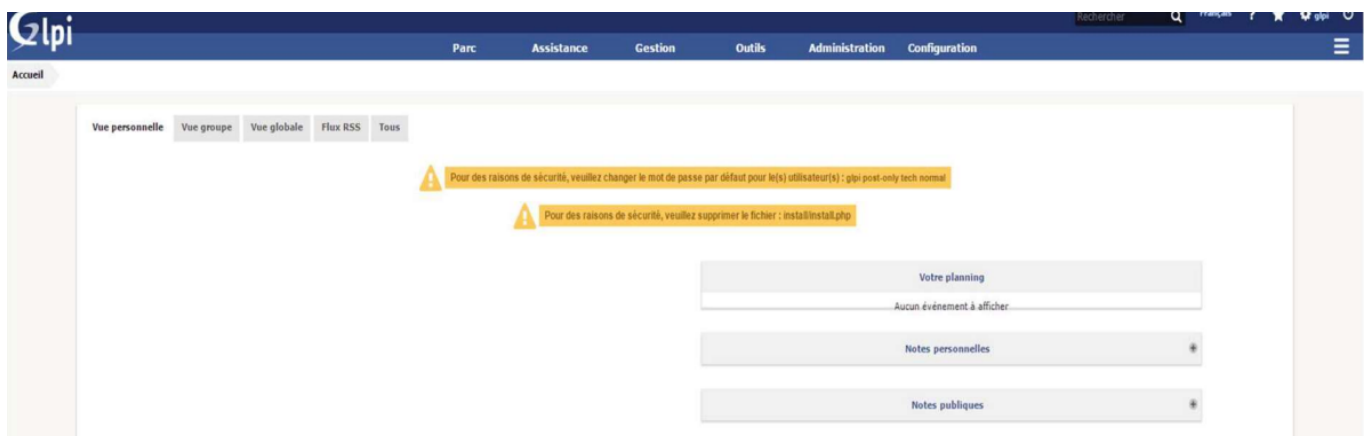 Glpi
Rechercher Français ? glpi
Parc Assistance Gestion Outils Administration Configuration
Accueil
Vue personnelle Vue groupe Vue globale Flux RSS Tous
Pour des raisons de sécurité, veuillez changer le mot de passe par défaut pour le(s) utilisateur(s) : glpi post-only tech normal
Pour des raisons de sécurité, veuillez supprimer le fichier : install/install.php
Votre planning
Aucun événement à afficher
Notes personnelles
Notes publiques